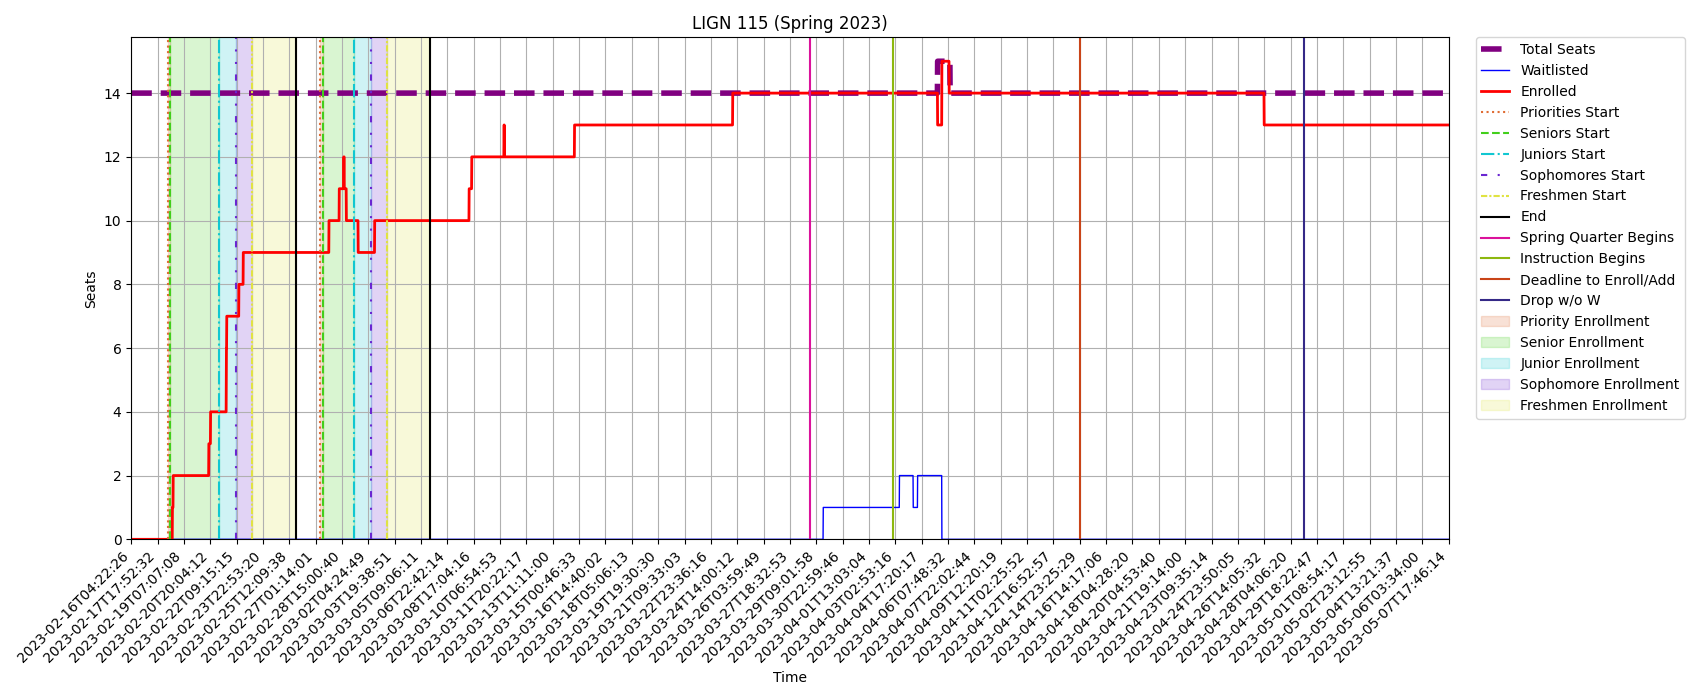 LIGN 115 (Spring 2023)
Seats
14
12
10
8
6
4
2
0
2023-02-16T04:22:26
2023-02-17T17:52:32
2023-02-19T07:07:08
2023-02-20T20:04:12
2023-02-22T09:15:15
2023-02-23T22:53:20
2023-02-25T12:09:38
2023-02-27T01:14:01
2023-02-28T15:00:40
2023-03-02T04:24:49
2023-03-03T19:38:51
2023-03-05T09:06:11
2023-03-06T22:42:14
2023-03-08T17:04:16
2023-03-10T06:54:53
2023-03-11T20:22:17
2023-03-13T11:11:00
2023-03-15T00:46:33
2023-03-16T14:40:02
2023-03-18T05:06:13
2023-03-19T19:30:30
2023-03-21T09:33:03
2023-03-22T23:36:16
2023-03-24T14:00:12
2023-03-26T03:59:49
2023-03-27T18:32:53
2023-03-29T09:01:58
2023-03-30T22:59:46
2023-04-01T13:03:04
2023-04-03T02:53:16
2023-04-04T17:20:17
2023-04-06T07:48:32
2023-04-07T22:02:44
2023-04-09T12:20:19
2023-04-11T02:25:52
2023-04-12T16:52:57
2023-04-14T23:25:29
2023-04-16T14:17:06
2023-04-18T04:28:20
2023-04-20T04:53:40
2023-04-21T19:14:00
2023-04-23T09:35:14
2023-04-24T23:50:05
2023-04-26T14:05:32
2023-04-28T04:06:20
2023-04-29T18:22:47
2023-05-01T08:54:17
2023-05-02T23:12:55
2023-05-04T13:21:37
2023-05-06T03:34:00
2023-05-07T17:46:14
Time
Total Seats
Waitlisted
Enrolled
Priorities Start
Seniors Start
Juniors Start
Sophomores Start
Freshmen Start
End
Spring Quarter Begins
Instruction Begins
Deadline to Enroll/Add
Drop w/o W
Priority Enrollment
Senior Enrollment
Junior Enrollment
Sophomore Enrollment
Freshmen Enrollment